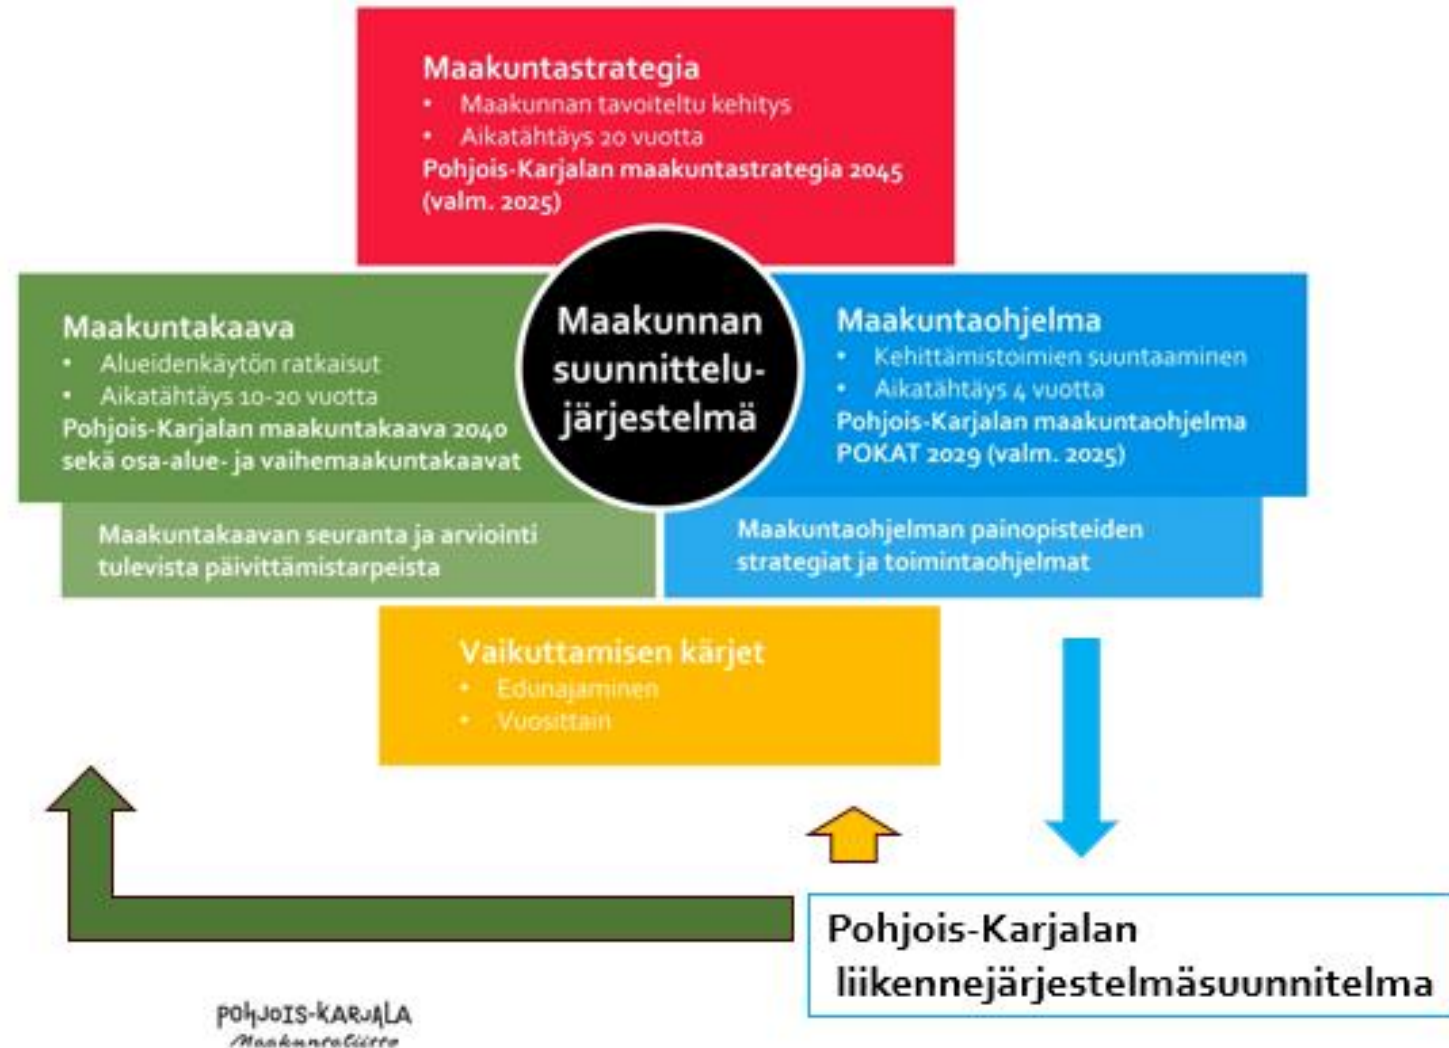 Maakuntastrategia
• Maakunnan tavoiteltu kehitys
• Aikatähtäys 20 vuotta
Pohjois-Karjalan maakuntastrategia 2045
(valm. 2025)
Maakuntakaava
• Alueidenkäytön ratkaisut
• Aikatähtäys 10-20 vuotta
Pohjois-Karjalan maakuntakaava 2040
sekä osa-alue- ja vaihemaakuntakaavat
Maakunnan
suunnittelu-
järjestelmä
Maakuntaohjelma
• Kehittämistoimien suuntaaminen
• Aikatähtäys 4 vuotta
Pohjois-Karjalan maakuntaohjelma
POKAT 2029 (valm. 2025)
Maakuntakaavan seuranta ja arviointi
tulevista päivittämistarpeista
Maakuntaohjelman painopisteiden
strategiat ja toimintaohjelmat
Vaikuttamisen kärjet
• Edunajaminen
• Vuosittain
Pohjois-Karjalan
liikennejärjestelmäsuunnitelma
POHJOIS-KARJALA
Maakuntaliitto